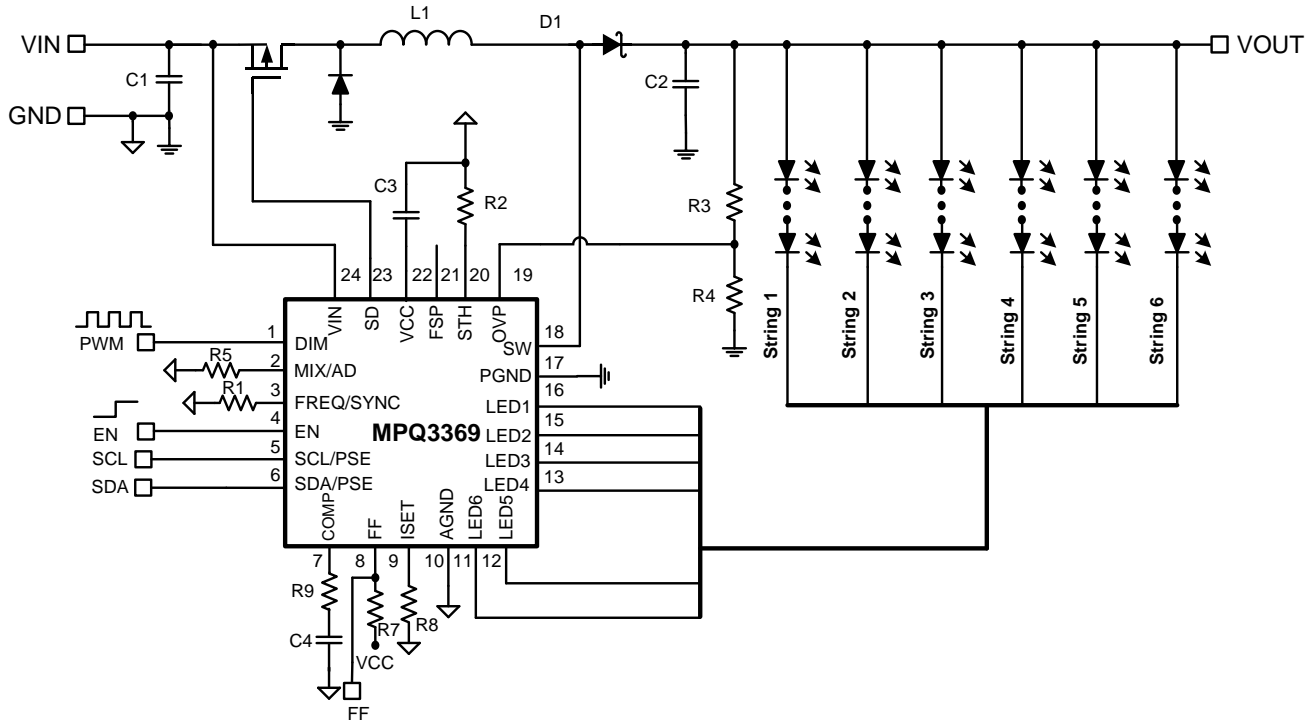 L1
D1
VIN
VOUT
C1
C2
GND
C3
R2
R3
R4
24 23 22 21 20 19
VIN
SD
VCC
FSP
STH
OVP
PWM
1
DIM
SW
18
R5
2
MIX/AD
PGND
17
R1
3
FREQ/SYNC
LED1
16
EN
4
EN
MPQ3369
LED2
15
SCL
5
SCL/PSE
LED3
14
SDA
6
SDA/PSE
LED4
13
COMP
FF
ISET
AGND
LED6
LED5
7 8 9 10 11 12
String 1
String 2
String 3
String 4
String 5
String 6
R9
R7
R8
C4
VCC
FF